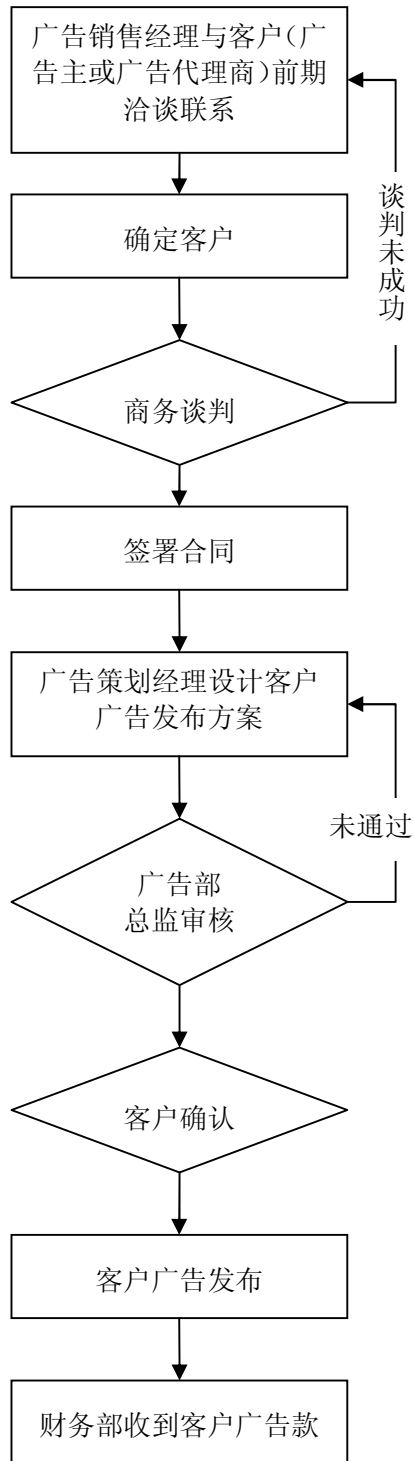 广告销售经理与客户（广
告主或广告代理商）前期
洽谈联系
谈判未成功
确定客户
商务谈判
签署合同
广告策划经理设计客户
广告发布方案
未通过
广告部
总监审核
客户确认
客户广告发布
财务部收到客户广告款